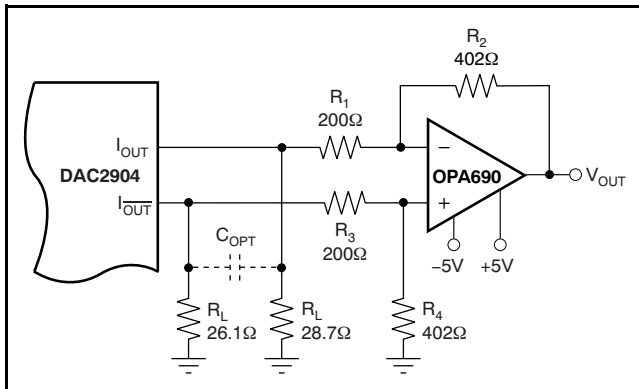 R2
402Ω
R1
200Ω
IOUT
DAC2904
IOUT
−
OPA690
+
VOUT
COPT
R3
200Ω
−5V
+5V
RL
26.1Ω
RL
28.7Ω
R4
402Ω